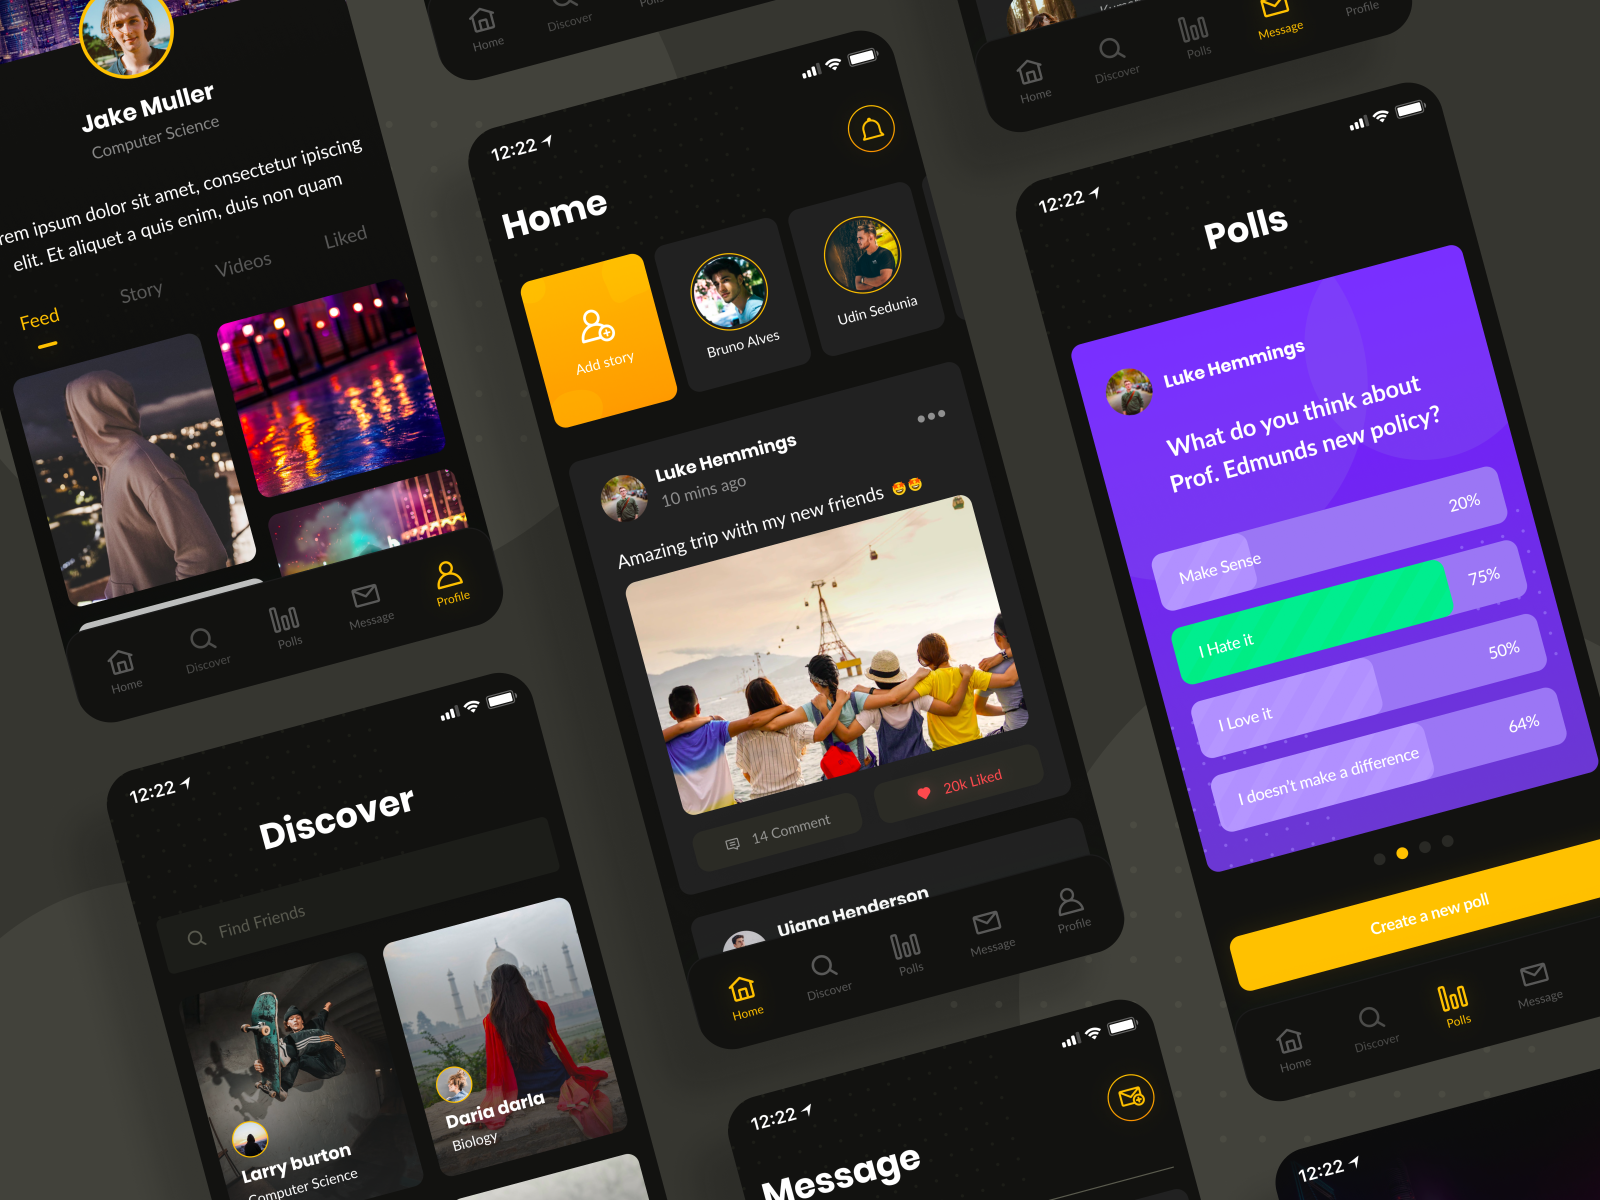 Jake Muller
Computer Science
rem ipsum dolor sit amet, consectetur ipiscing
elit. Et aliquet a quis enim, duis non quam
Feed
Story
Videos
Liked
Home
Discover
Polls
Message
Profile
Home
Discover
Polls
Home
Discover
Polls
Message
Profile
12:22
Home
Add story
Bruno Alves
Udin Sedunia
Luke Hemmings
10 mins ago
Amazing trip with my new friends 🤩🤩
14 Comment
20k Liked
Home
Discover
Polls
Message
Profile
12:22
Polls
Luke Hemmings
What do you think about
Prof. Edmunds new policy?
Make Sense
20%
I Hate it
75%
I Love it
50%
I doesn't make a difference
64%
Create a new poll
Home
Discover
Polls
Message
12:22
Discover
Find Friends
Larry burton
Computer Science
Daria darla
Biology
12:22
Message
12:22